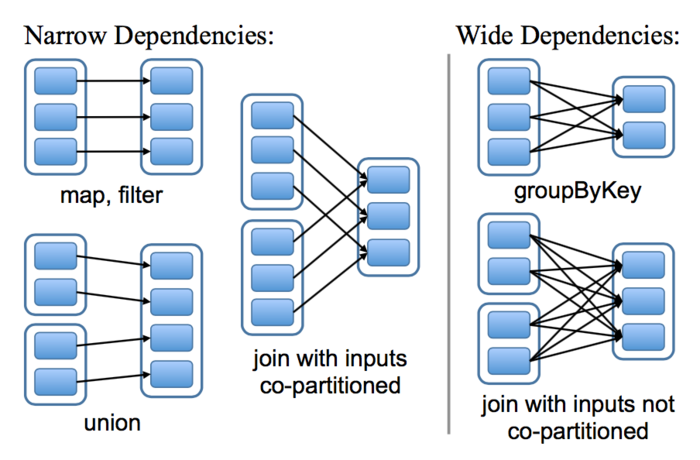 Narrow Dependencies:
map, filter
union
join with inputs
co-partitioned
Wide Dependencies:
groupByKey
join with inputs not
co-partitioned